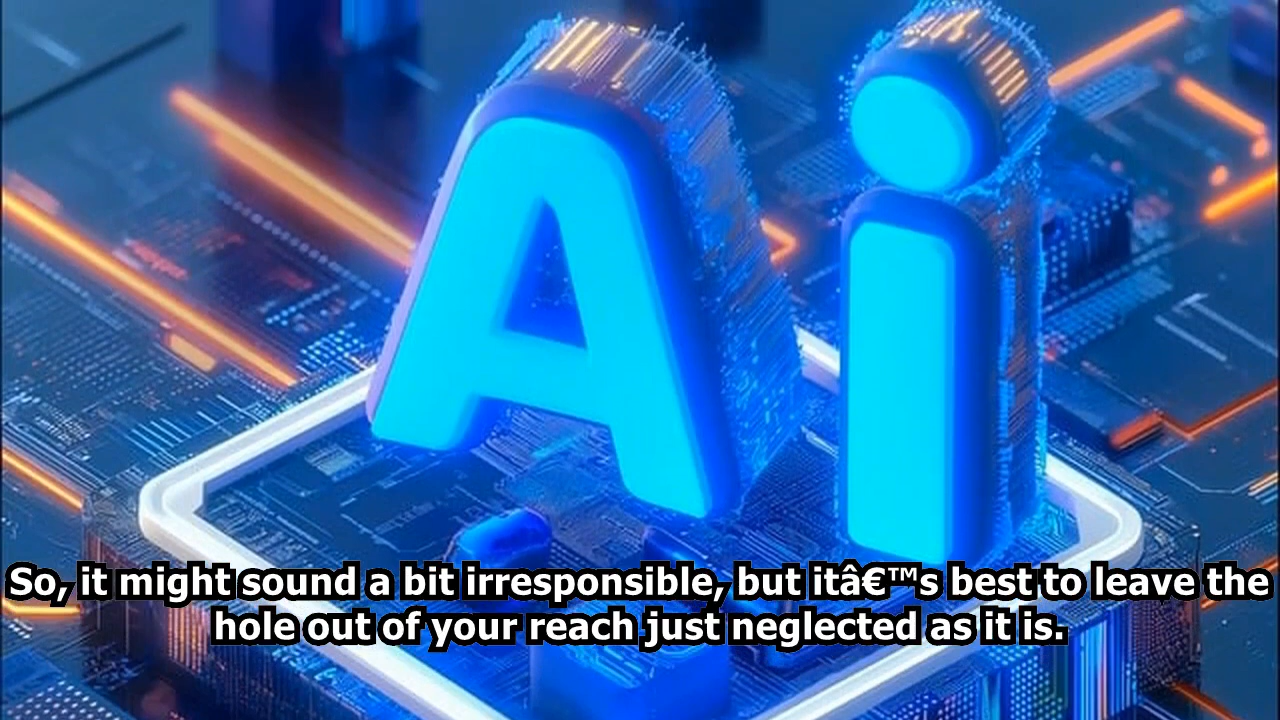 Ai
So, it might sound a bit irresponsible, but itâ€™s best to leave the
hole out of your reach just neglected as it is.